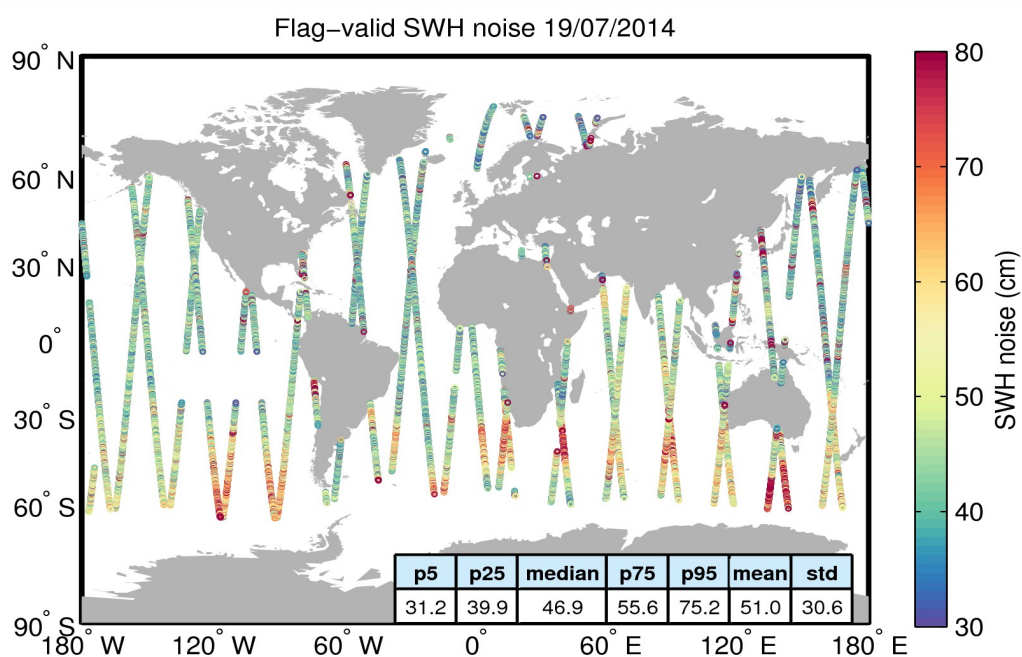 Flag−valid SWH noise 19/07/2014
90° N
60° N
30° N
0°
30° S
60° S
90° S
180° W
120° W
60° W
0°
60° E
120° E
180° E
p5 p25 median p75 p95 mean std
31.2 39.9 46.9 55.6 75.2 51.0 30.6
80
70
60
50
40
30
SWH noise (cm)